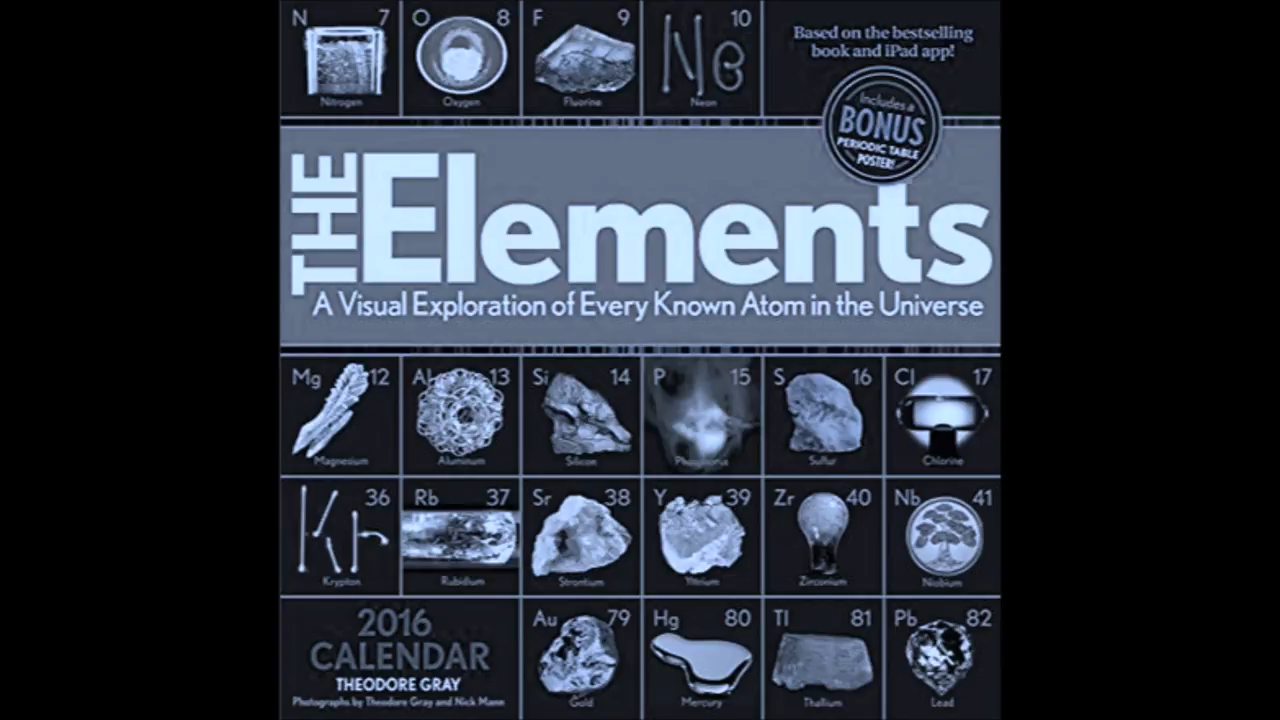 N 7 O 8 F 9 10
Ne
Nitrogen Oxygen Fluorine Neon
Based on the bestselling
book and iPad app!
Includes a
BONUS
PERIODIC TABLE
POSTER!
THE Elements
A Visual Exploration of Every Known Atom in the Universe
Mg 12 Al 13 Si 14 P 15 S 16 Cl 17
Magnesium Aluminum Silicon Phosphorus Sulfur Chlorine
36 Rb 37 Sr 38 Y 39 Zr 40 Nb 41
Kr
Krypton Rubidium Strontium Yttrium Zirconium Niobium
2016
CALENDAR
THEODORE GRAY
Photographs by Theodore Gray and Nick Mann
Au 79 Hg 80 Tl 81 Pb 82
Gold Mercury Thallium Lead